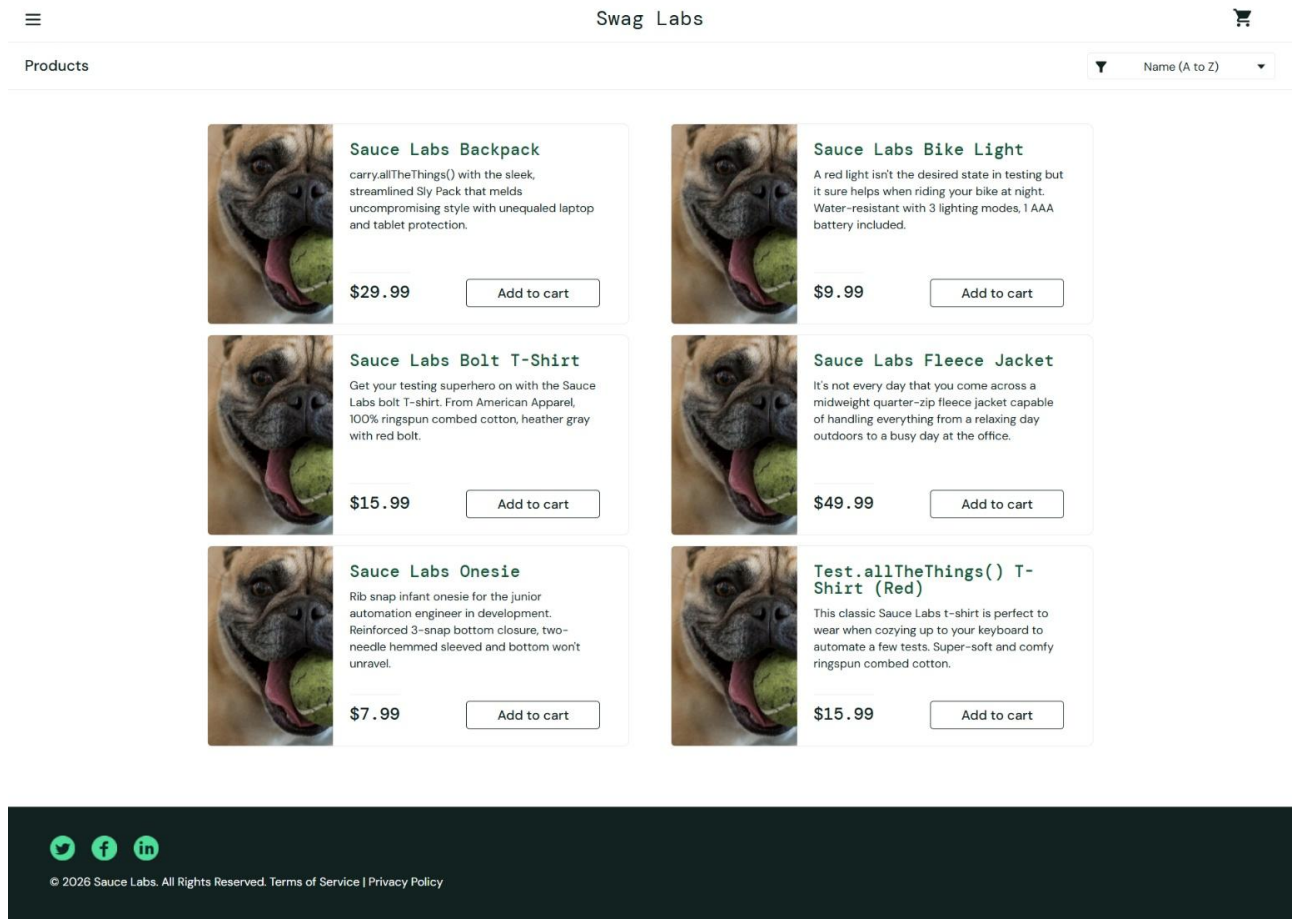 Swag Labs
Products
Name (A to Z)
Sauce Labs Backpack
carry.allTheThings() with the sleek,
streamlined Sly Pack that melds
uncompromising style with unequaled laptop
and tablet protection.
$29.99
Add to cart
Sauce Labs Bike Light
A red light isn't the desired state in testing but
it sure helps when riding your bike at night.
Water-resistant with 3 lighting modes, 1 AAA
battery included.
$9.99
Add to cart
Sauce Labs Bolt T-Shirt
Get your testing superhero on with the Sauce
Labs bolt T-shirt. From American Apparel,
100% ringspun combed cotton, heather gray
with red bolt.
$15.99
Add to cart
Sauce Labs Fleece Jacket
It's not every day that you come across a
midweight quarter-zip fleece jacket capable
of handling everything from a relaxing day
outdoors to a busy day at the office.
$49.99
Add to cart
Sauce Labs Onesie
Rib snap infant onesie for the junior
automation engineer in development.
Reinforced 3-snap bottom closure, two-
needle hemmed sleeved and bottom won't
unravel.
$7.99
Add to cart
Test.allTheThings() T-
Shirt (Red)
This classic Sauce Labs t-shirt is perfect to
wear when cozying up to your keyboard to
automate a few tests. Super-soft and comfy
ringspun combed cotton.
$15.99
Add to cart
© 2026 Sauce Labs. All Rights Reserved. Terms of Service | Privacy Policy